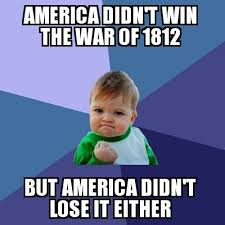 AMERICA DIDN'T WIN
THE WAR OF 1812
BUT AMERICA DIDN'T
LOSE IT EITHER